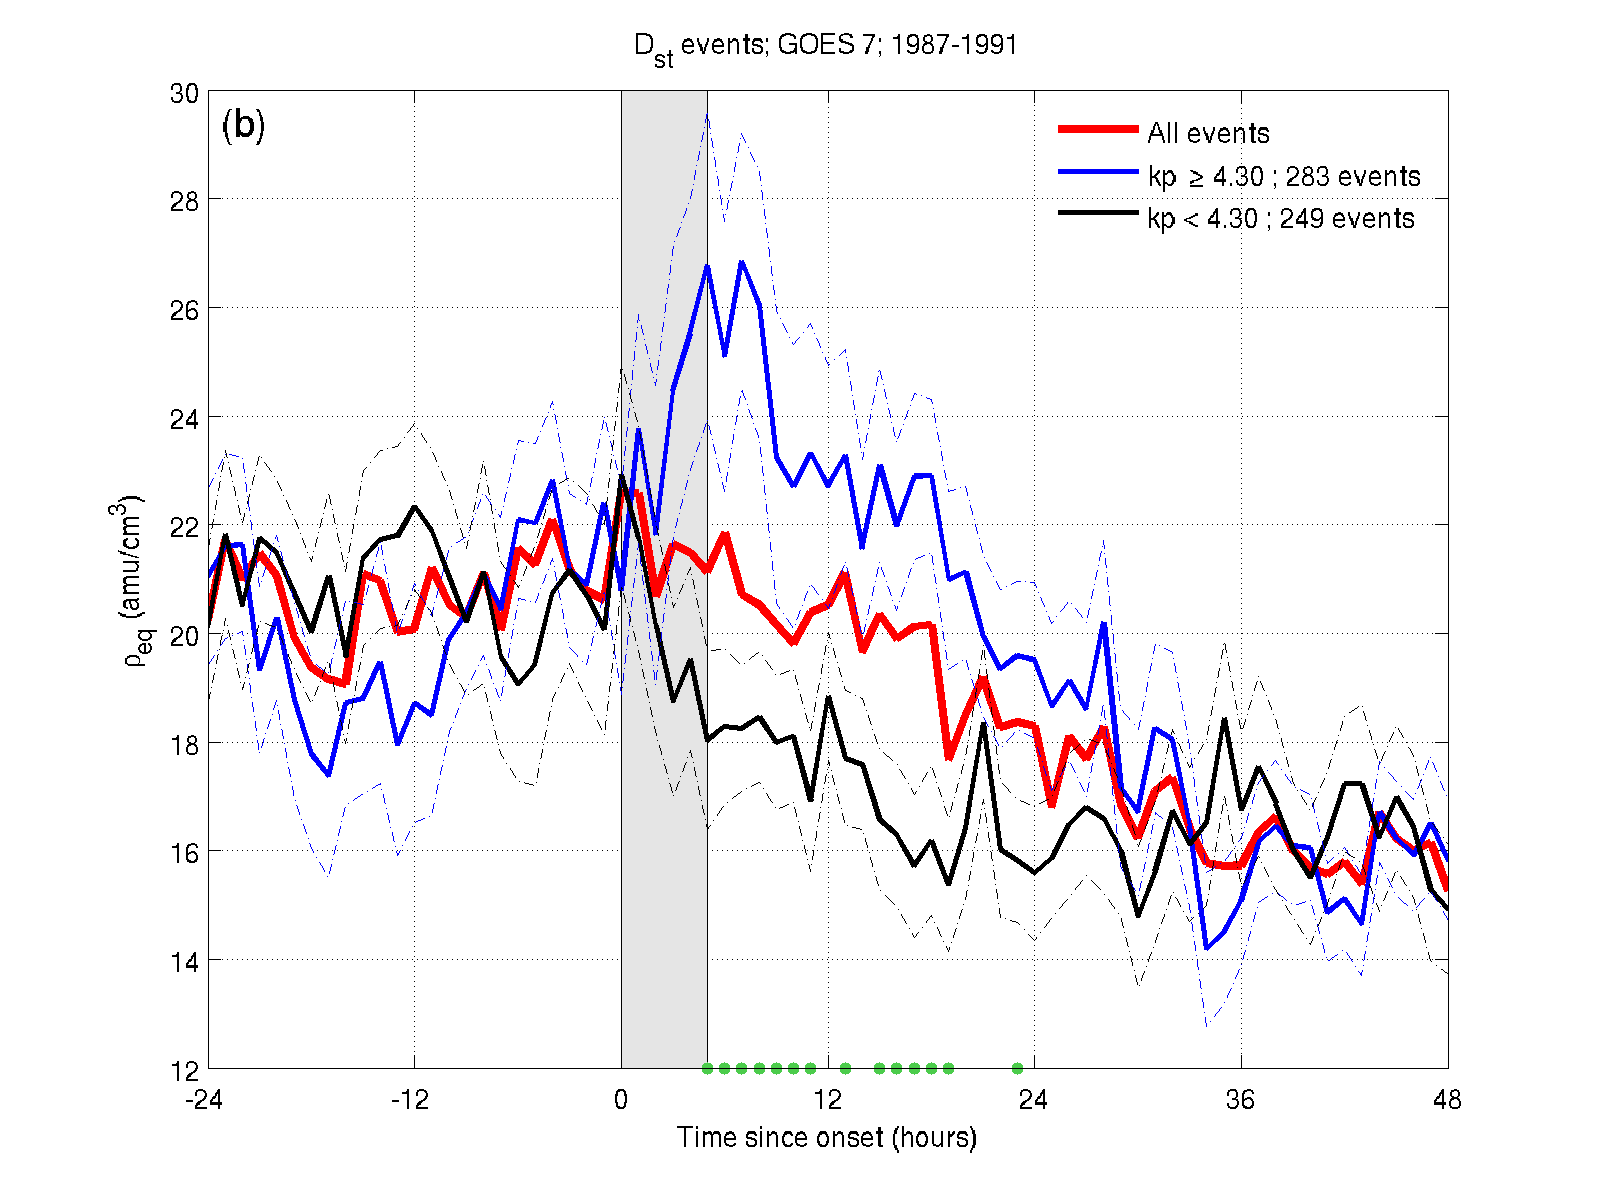 D_st events; GOES 7; 1987-1991
(b)
All events
kp ≥ 4.30 ; 283 events
kp < 4.30 ; 249 events
ρ_eq (amu/cm^3)
30
28
26
24
22
20
18
16
14
12
-24 -12 0 12 24 36 48
Time since onset (hours)